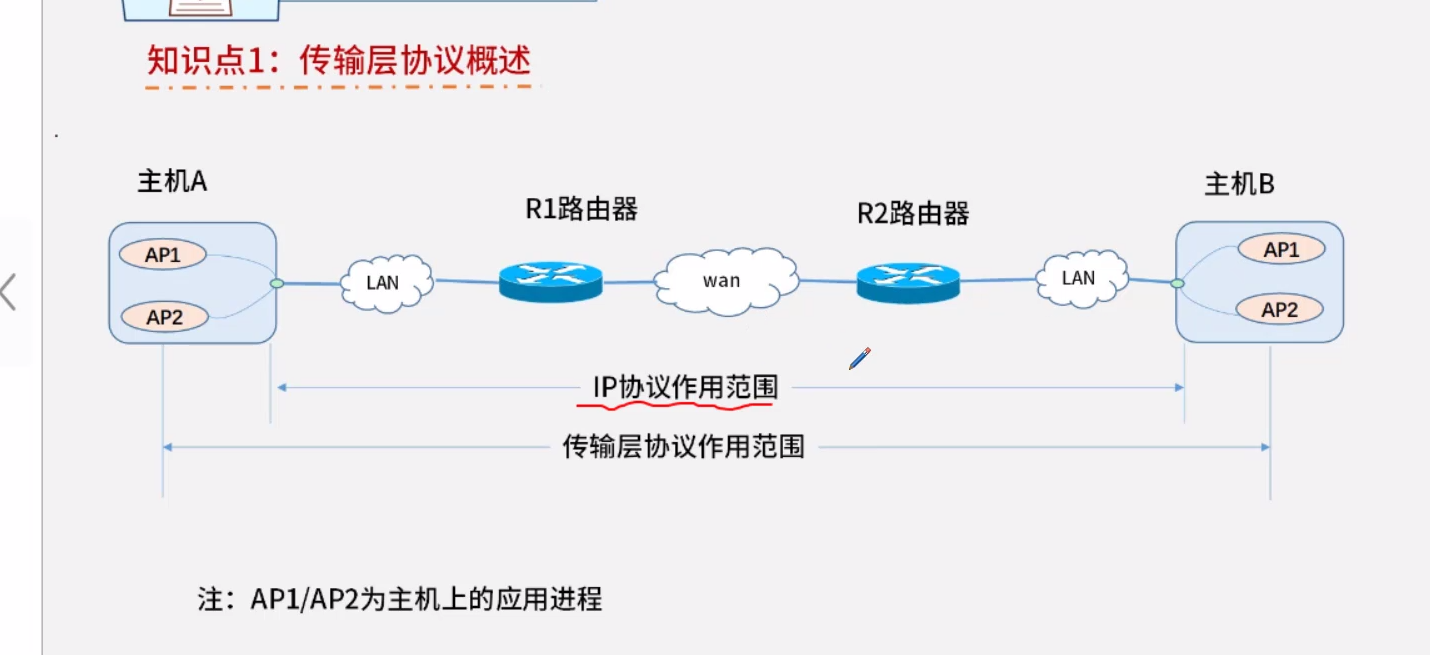 知识点1：传输层协议概述
主机A
主机B
R1路由器
R2路由器
AP1
AP1
LAN
wan
LAN
AP2
AP2
IP协议作用范围
传输层协议作用范围
注：AP1/AP2为主机上的应用进程